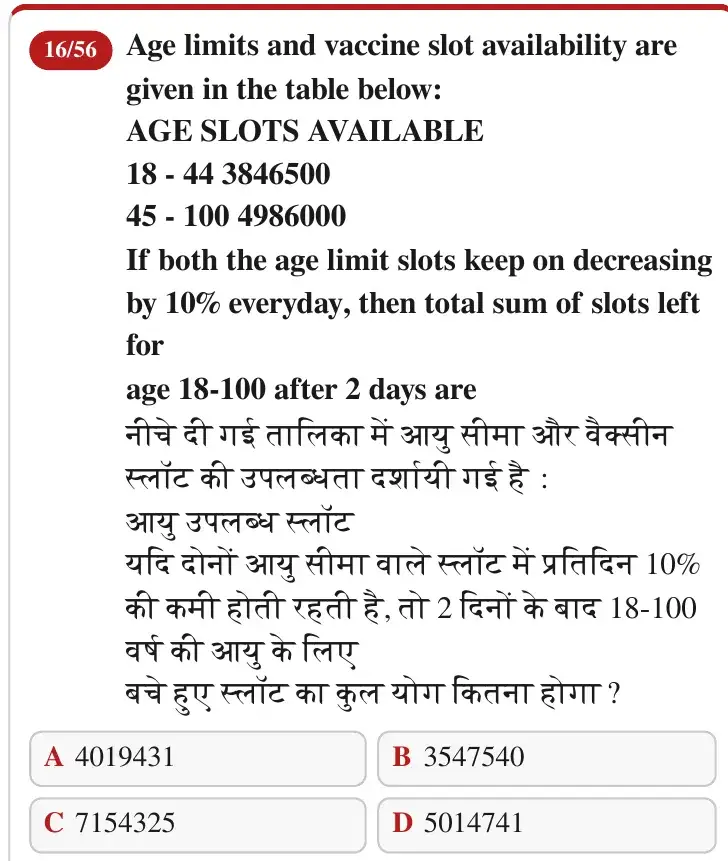 16/56 Age limits and vaccine slot availability are
given in the table below:
AGE SLOTS AVAILABLE
18 - 44 3846500
45 - 100 4986000
If both the age limit slots keep on decreasing
by 10% everyday, then total sum of slots left
for
age 18-100 after 2 days are
नीचे दी गई तालिका में आयु सीमा और वैक्सीन
स्लॉट की उपलब्धता दर्शायी गई है :
आयु उपलब्ध स्लॉट
यदि दोनों आयु सीमा वाले स्लॉट में प्रतिदिन 10%
की कमी होती रहती है, तो 2 दिनों के बाद 18-100
वर्ष की आयु के लिए
बचे हुए स्लॉट का कुल योग कितना होगा ?
A 4019431
B 3547540
C 7154325
D 5014741